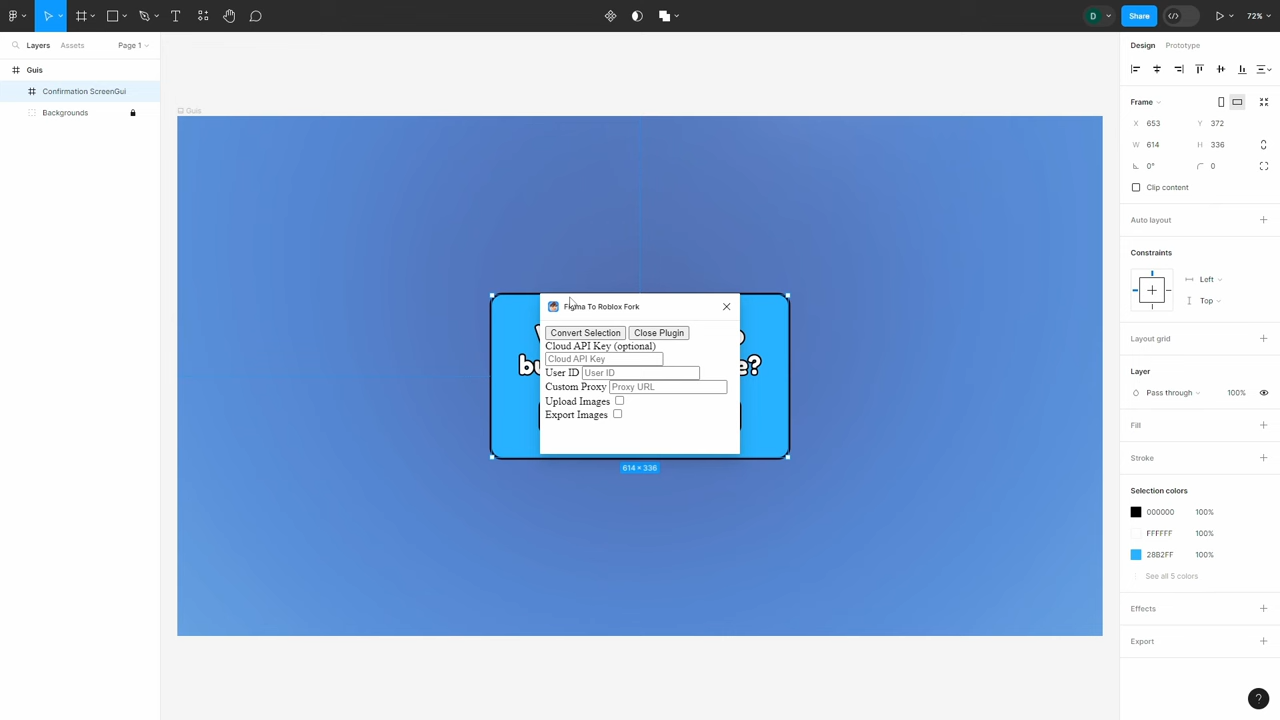 D
Share
72%
Layers
Assets
Page 1
Guis
Confirmation ScreenGui
Backgrounds
Guis
Figma To Roblox Fork
Convert Selection
Close Plugin
Cloud API Key (optional)
Cloud API Key
User ID
User ID
Custom Proxy
Proxy URL
Upload Images
Export Images
e?
614 × 336
Design
Prototype
Frame
X 653
Y 372
W 614
H 336
0°
0
Clip content
Auto layout
Constraints
Left
Top
Layout grid
Layer
Pass through
100%
Fill
Stroke
Selection colors
000000 100%
FFFFFF 100%
28B2FF 100%
See all 5 colors
Effects
Export
?